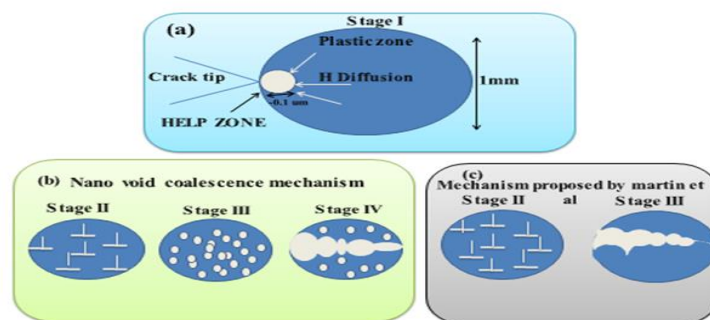 (a)
Stage I
Plastic zone
Crack tip
H Diffusion
1mm
~0.1 um
HELP ZONE
(b) Nano void coalescence mechanism
Stage II
Stage III
Stage IV
(c)
Mechanism proposed by martin et
al
Stage II
Stage III